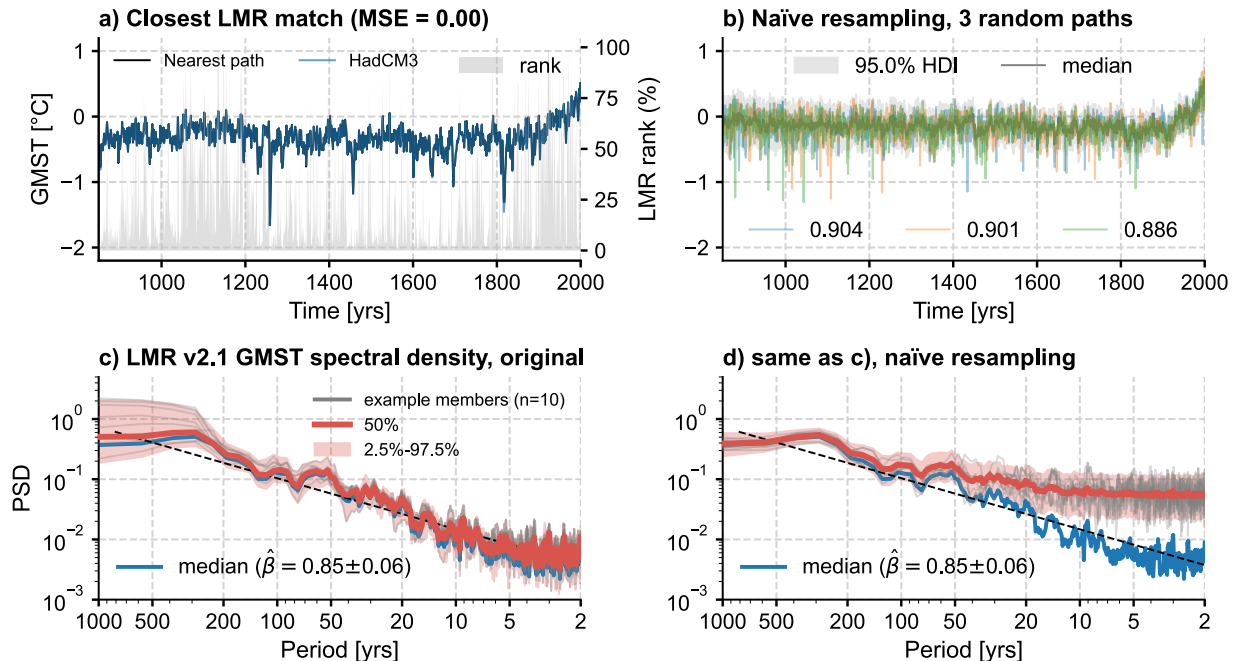 a) Closest LMR match (MSE = 0.00)
Nearest path
HadCM3
rank
1
0
−1
−2
GMST [°C]
100
75
50
25
0
LMR rank (%)
1000
1200
1400
1600
1800
2000
Time [yrs]
b) Naïve resampling, 3 random paths
95.0% HDI
median
1
0
−1
−2
0.904
0.901
0.886
1000
1200
1400
1600
1800
2000
Time [yrs]
c) LMR v2.1 GMST spectral density, original
example members (n=10)
50%
2.5%-97.5%
10⁰
10⁻¹
10⁻²
10⁻³
PSD
median (β̂ = 0.85±0.06)
1000
500
200
100
50
20
10
5
2
Period [yrs]
d) same as c), naïve resampling
10⁰
10⁻¹
10⁻²
10⁻³
median (β̂ = 0.85±0.06)
1000
500
200
100
50
20
10
5
2
Period [yrs]